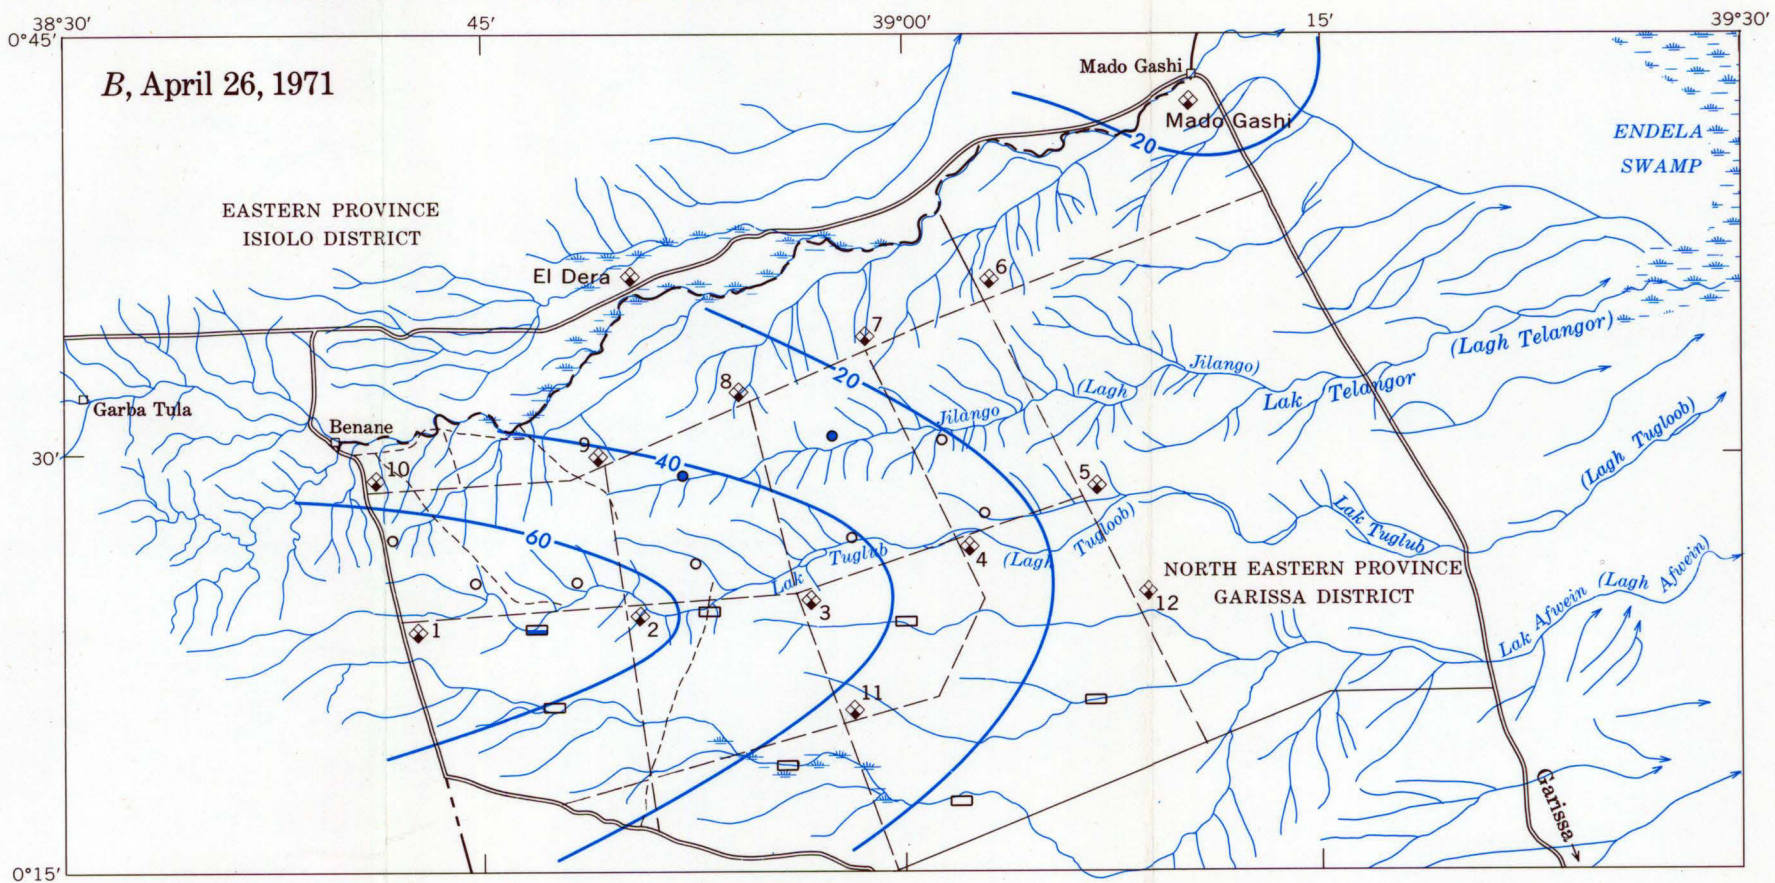 38°30′ 45′ 39°00′ 15′ 39°30′
0°45′
B, April 26, 1971
Mado Gashi
Mado Gashi
20
ENDELA
SWAMP
EASTERN PROVINCE
ISIOLO DISTRICT
El Dera
6
7
20
8
(Lagh Telangor)
(Lagh Jilango)
Lak Telangor
Garba Tula
Benane
Jilango
(Lagh Tugloob)
30′
9
40
10
5
60
Lak Tuglub
(Lagh Tugloob)
Lak Tuglub
4
NORTH EASTERN PROVINCE
GARISSA DISTRICT
12
Lak Afwein (Lagh Afwein)
1
2
3
11
Garissa
0°15′